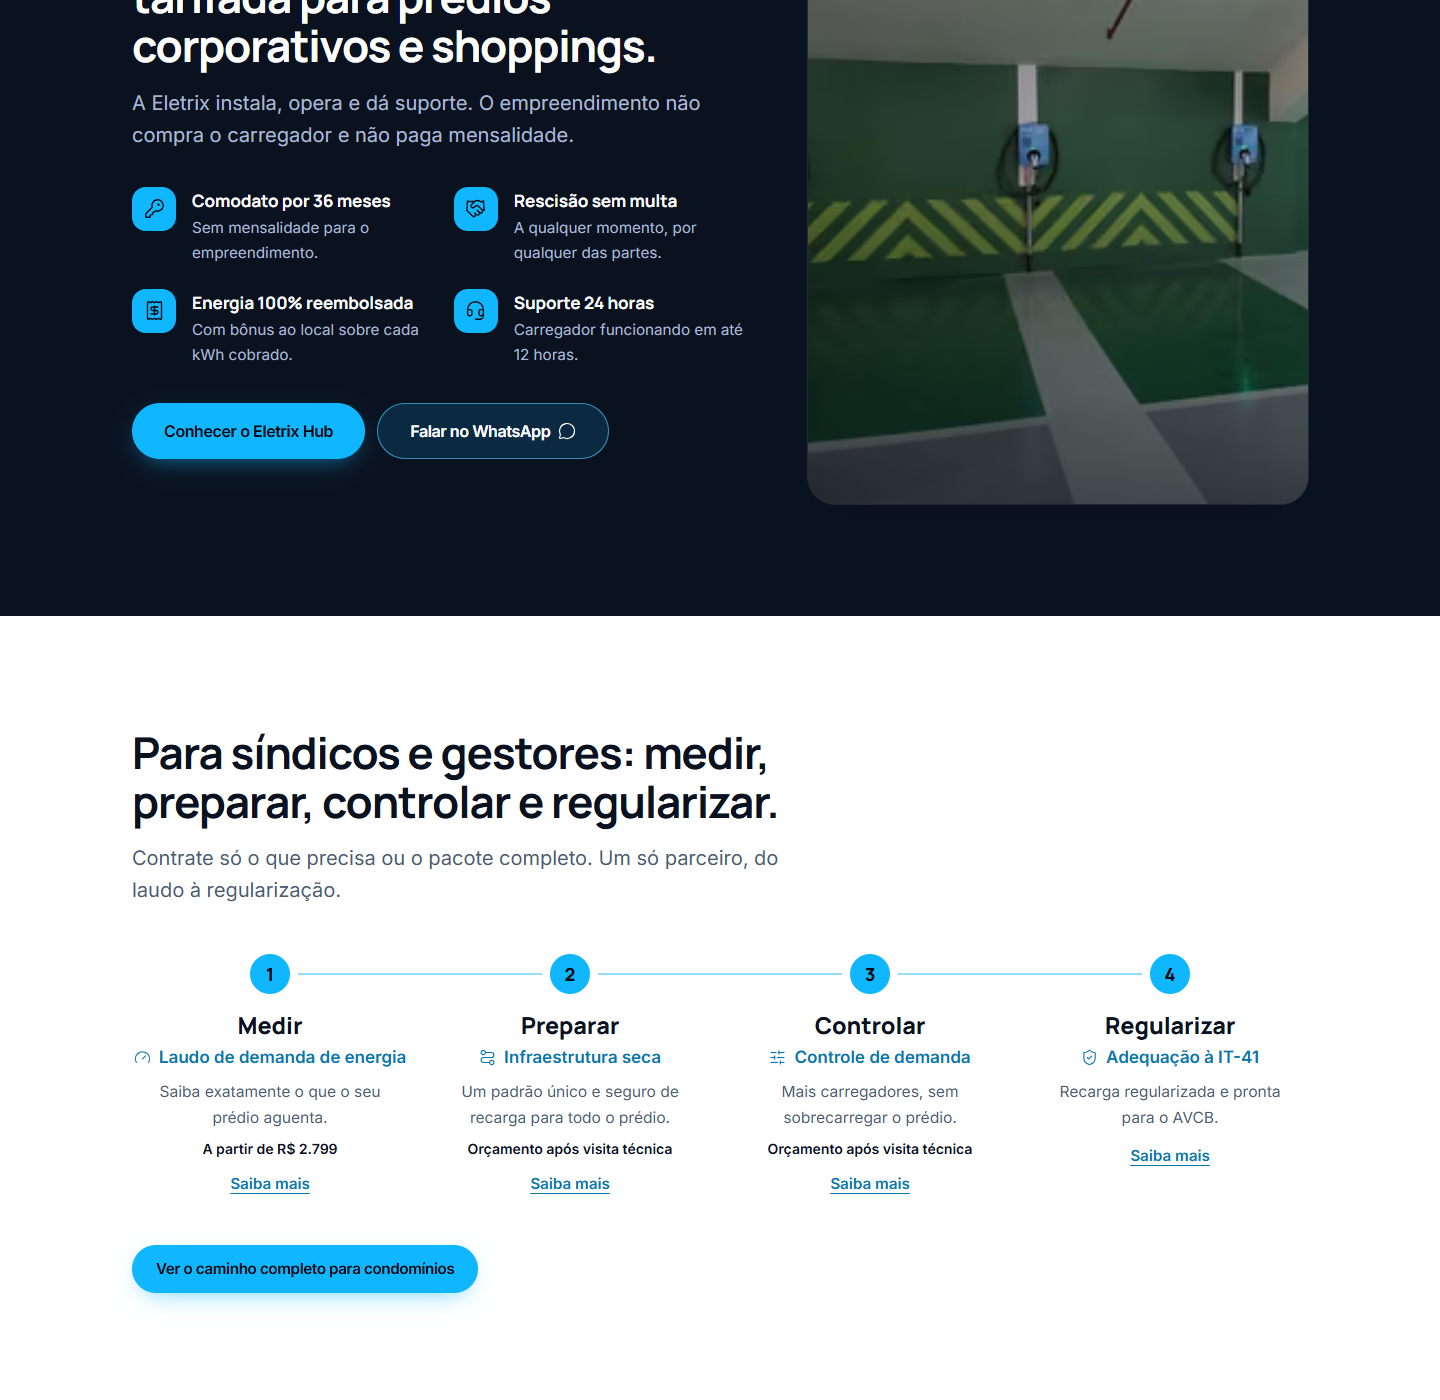 tarifada para prédios
corporativos e shoppings.
A Eletrix instala, opera e dá suporte. O empreendimento não
compra o carregador e não paga mensalidade.
Comodato por 36 meses
Sem mensalidade para o
empreendimento.
Rescisão sem multa
A qualquer momento, por
qualquer das partes.
Energia 100% reembolsada
Com bônus ao local sobre cada
kWh cobrado.
Suporte 24 horas
Carregador funcionando em até
12 horas.
Conhecer o Eletrix Hub
Falar no WhatsApp
Para síndicos e gestores: medir,
preparar, controlar e regularizar.
Contrate só o que precisa ou o pacote completo. Um só parceiro, do
laudo à regularização.
1
Medir
Laudo de demanda de energia
Saiba exatamente o que o seu
prédio aguenta.
A partir de R$ 2.799
Saiba mais
2
Preparar
Infraestrutura seca
Um padrão único e seguro de
recarga para todo o prédio.
Orçamento após visita técnica
Saiba mais
3
Controlar
Controle de demanda
Mais carregadores, sem
sobrecarregar o prédio.
Orçamento após visita técnica
Saiba mais
4
Regularizar
Adequação à IT-41
Recarga regularizada e pronta
para o AVCB.
Saiba mais
Ver o caminho completo para condomínios